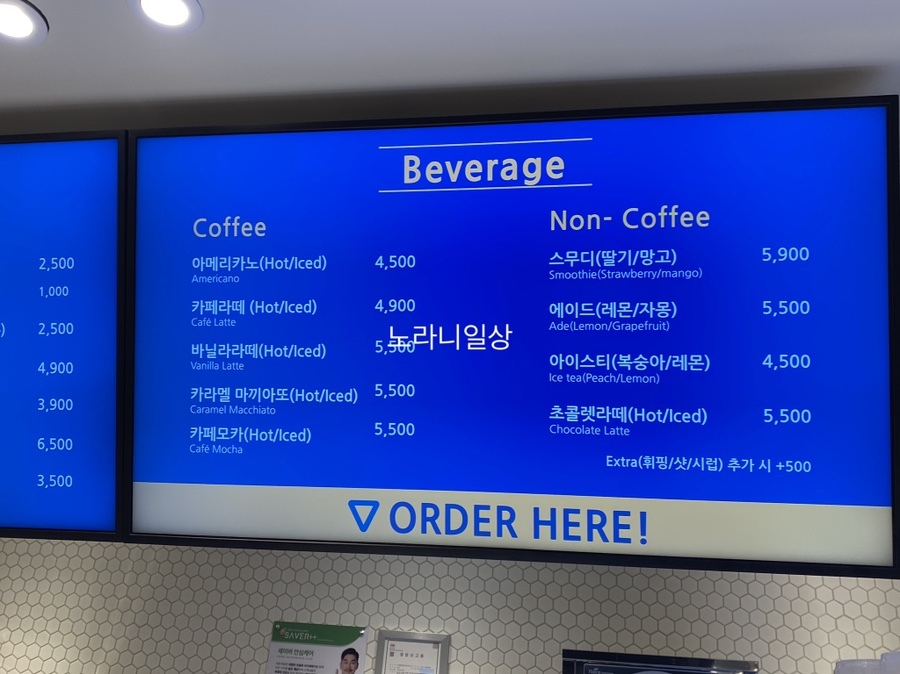 Beverage
Coffee
아메리카노(Hot/Iced) 4,500
Americano
카페라떼 (Hot/Iced) 4,900
Café Latte
바닐라라떼(Hot/Iced) 5,500
Vanilla Latte
카라멜 마끼아또(Hot/Iced) 5,500
Caramel Macchiato
카페모카(Hot/Iced) 5,500
Café Mocha
Non- Coffee
스무디(딸기/망고) 5,900
Smoothie(Strawberry/mango)
에이드(레몬/자몽) 5,500
Ade(Lemon/Grapefruit)
아이스티(복숭아/레몬) 4,500
Ice tea(Peach/Lemon)
초콜렛라떼(Hot/Iced) 5,500
Chocolate Latte
Extra(휘핑/샷/시럽) 추가 시 +500
노라니일상
▽ ORDER HERE!
2,500
1,000
) 2,500
4,900
3,900
6,500
3,500
SAVER++